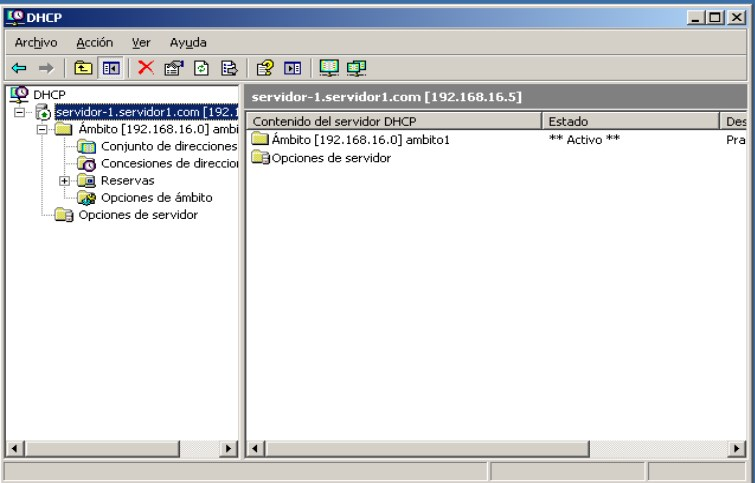 DHCP
Archivo Acción Ver Ayuda
DHCP
servidor-1.servidor1.com [192.1
Ámbito [192.168.16.0] ambi
Conjunto de direcciones
Concesiones de direccion
Reservas
Opciones de ámbito
Opciones de servidor
servidor-1.servidor1.com [192.168.16.5]
Contenido del servidor DHCP Estado Des
Ámbito [192.168.16.0] ambito1 ** Activo ** Pra
Opciones de servidor